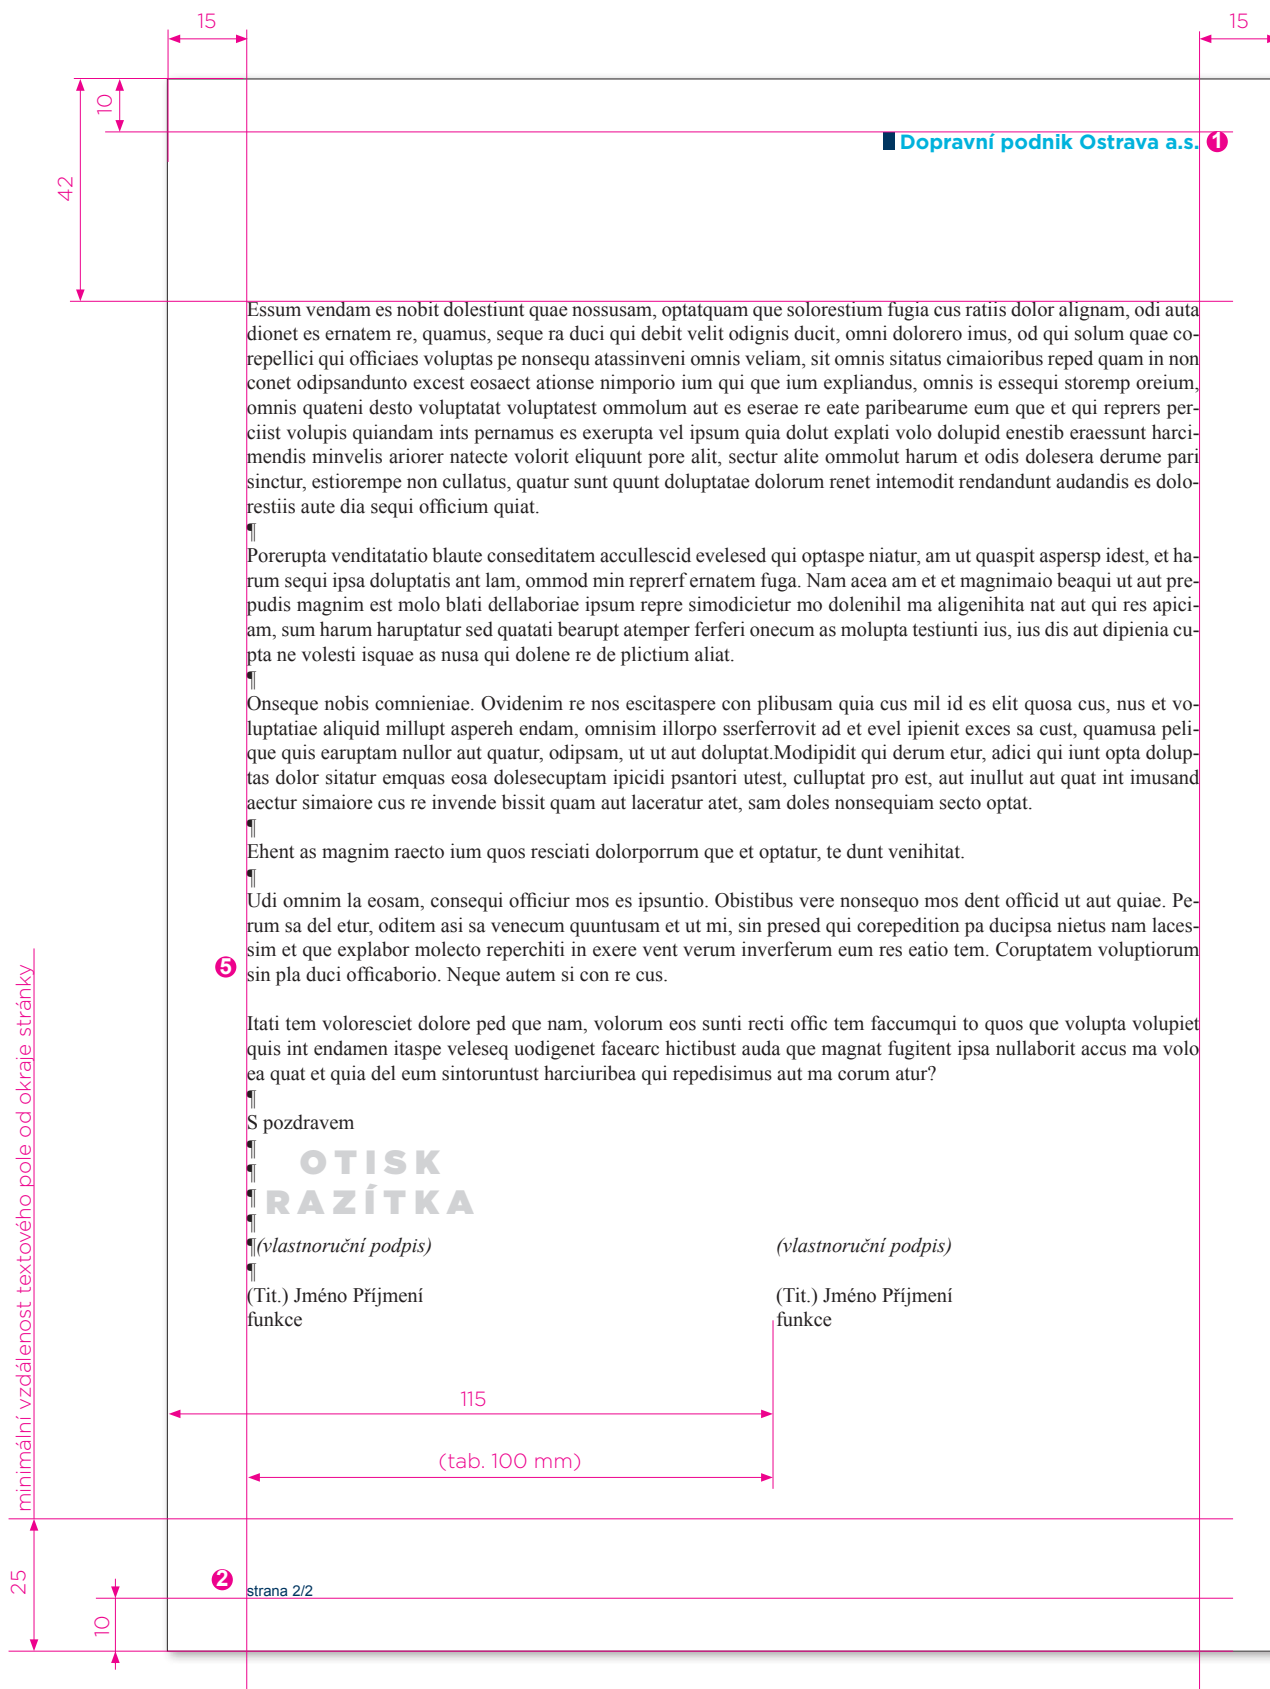 15
15
10
42
Dopravní podnik Ostrava a.s. 1
Essum vendam es nobit dolestiunt quae nossusam, optatquam que solorestium fugia cus ratiis dolor alignam, odi auta
dionet es ernatem re, quamus, seque ra duci qui debit velit odignis ducit, omni dolorero imus, od qui solum quae co-
repellici qui officiaes voluptas pe nonsequ atassinveni omnis veliam, sit omnis sitatus cimaioribus reped quam in non
conet odipsandunto excest eosaect ationse nimporio ium qui que ium expliandus, omnis is essequi storemp oreium,
omnis quateni desto voluptatat voluptatest ommolum aut es eserae re eate paribearume eum que et qui reprers per-
ciist volupis quiandam ints pernamus es exerupta vel ipsum quia dolut explati volo dolupid enestib eraessunt harci-
mendis minvelis ariorer natecte volorit eliquunt pore alit, sectur alite ommolut harum et odis dolesera derume pari
sinctur, estiorempe non cullatus, quatur sunt quunt doluptatae dolorum renet intemodit rendandunt audandis es dolo-
restiis aute dia sequi officium quiat.
¶
Porerupta venditatatio blaute conseditatem accullescid evelesed qui optaspe niatur, am ut quaspit aspersp idest, et ha-
rum sequi ipsa doluptatis ant lam, ommod min reprerf ernatem fuga. Nam acea am et et magnimaio beaqui ut aut pre-
pudis magnim est molo blati dellaboriae ipsum repre simodicietur mo dolenihil ma aligenihita nat aut qui res apici-
am, sum harum haruptatur sed quatati bearupt atemper ferferi onecum as molupta testiunti ius, ius dis aut dipienia cu-
pta ne volesti isquae as nusa qui dolene re de plictium aliat.
¶
Onseque nobis comnieniae. Ovidenim re nos escitaspere con plibusam quia cus mil id es elit quosa cus, nus et vo-
luptatiae aliquid millupt aspereh endam, omnisim illorpo sserferrovit ad et evel ipienit exces sa cust, quamusa peli-
que quis earuptam nullor aut quatur, odipsam, ut ut aut doluptat.Modipidit qui derum etur, adici qui iunt opta dolup-
tas dolor sitatur emquas eosa dolesecuptam ipicidi psantori utest, culluptat pro est, aut inullut aut quat int imusand
aectur simaiore cus re invende bissit quam aut laceratur atet, sam doles nonsequiam secto optat.
¶
Ehent as magnim raecto ium quos resciati dolorporrum que et optatur, te dunt venihitat.
¶
Udi omnim la eosam, consequi officiur mos es ipsuntio. Obistibus vere nonsequo mos dent officid ut aut quiae. Pe-
rum sa del etur, oditem asi sa venecum quuntusam et ut mi, sin presed qui corepedition pa ducipsa nietus nam laces-
sim et que explabor molecto reperchiti in exere vent verum inverferum eum res eatio tem. Coruptatem voluptiorum
5 sin pla duci officaborio. Neque autem si con re cus.
Itati tem voloresciet dolore ped que nam, volorum eos sunti recti offic tem faccumqui to quos que volupta volupiet
quis int endamen itaspe veleseq uodigenet facearc hictibust auda que magnat fugitent ipsa nullaborit accus ma volo
ea quat et quia del eum sintoruntust harciuribea qui repedisimus aut ma corum atur?
¶
S pozdravem
¶
OTISK
¶
¶ RAZÍTKA
¶
¶(vlastnoruční podpis) (vlastnoruční podpis)
¶
(Tit.) Jméno Příjmení (Tit.) Jméno Příjmení
funkce funkce
115
(tab. 100 mm)
minimální vzdálenost textového pole od okraje stránky
25
2 strana 2/2
10